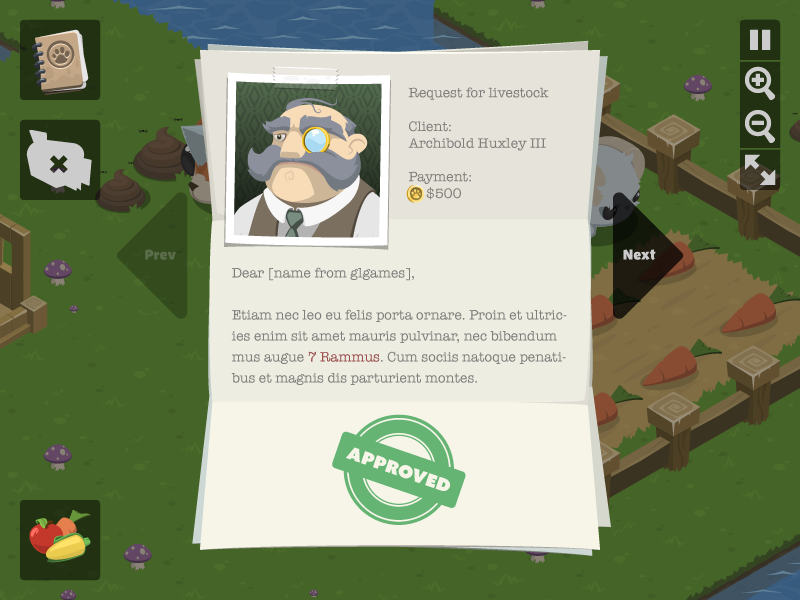 Request for livestock
Client:
Archibold Huxley III
Payment:
$500
Prev
Next
Dear [name from glgames],
Etiam nec leo eu felis porta ornare. Proin et ultric-
ies enim sit amet mauris pulvinar, nec bibendum
mus augue 7 Rammus. Cum sociis natoque penati-
bus et magnis dis parturient montes.
APPROVED